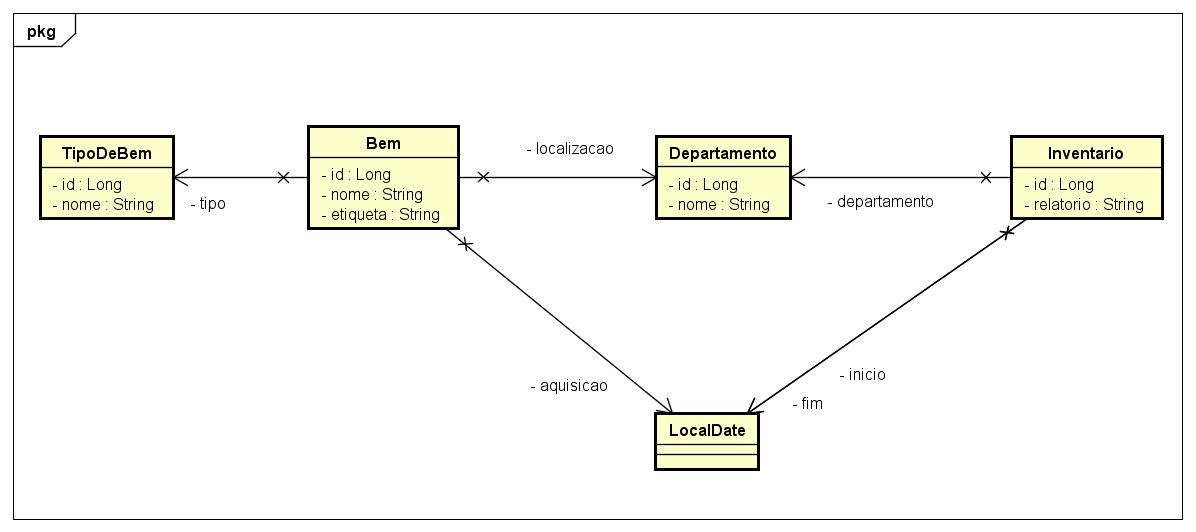 pkg
TipoDeBem
- id : Long
- nome : String
- tipo
Bem
- id : Long
- nome : String
- etiqueta : String
- localizacao
Departamento
- id : Long
- nome : String
- departamento
Inventario
- id : Long
- relatorio : String
- aquisicao
- inicio
- fim
LocalDate